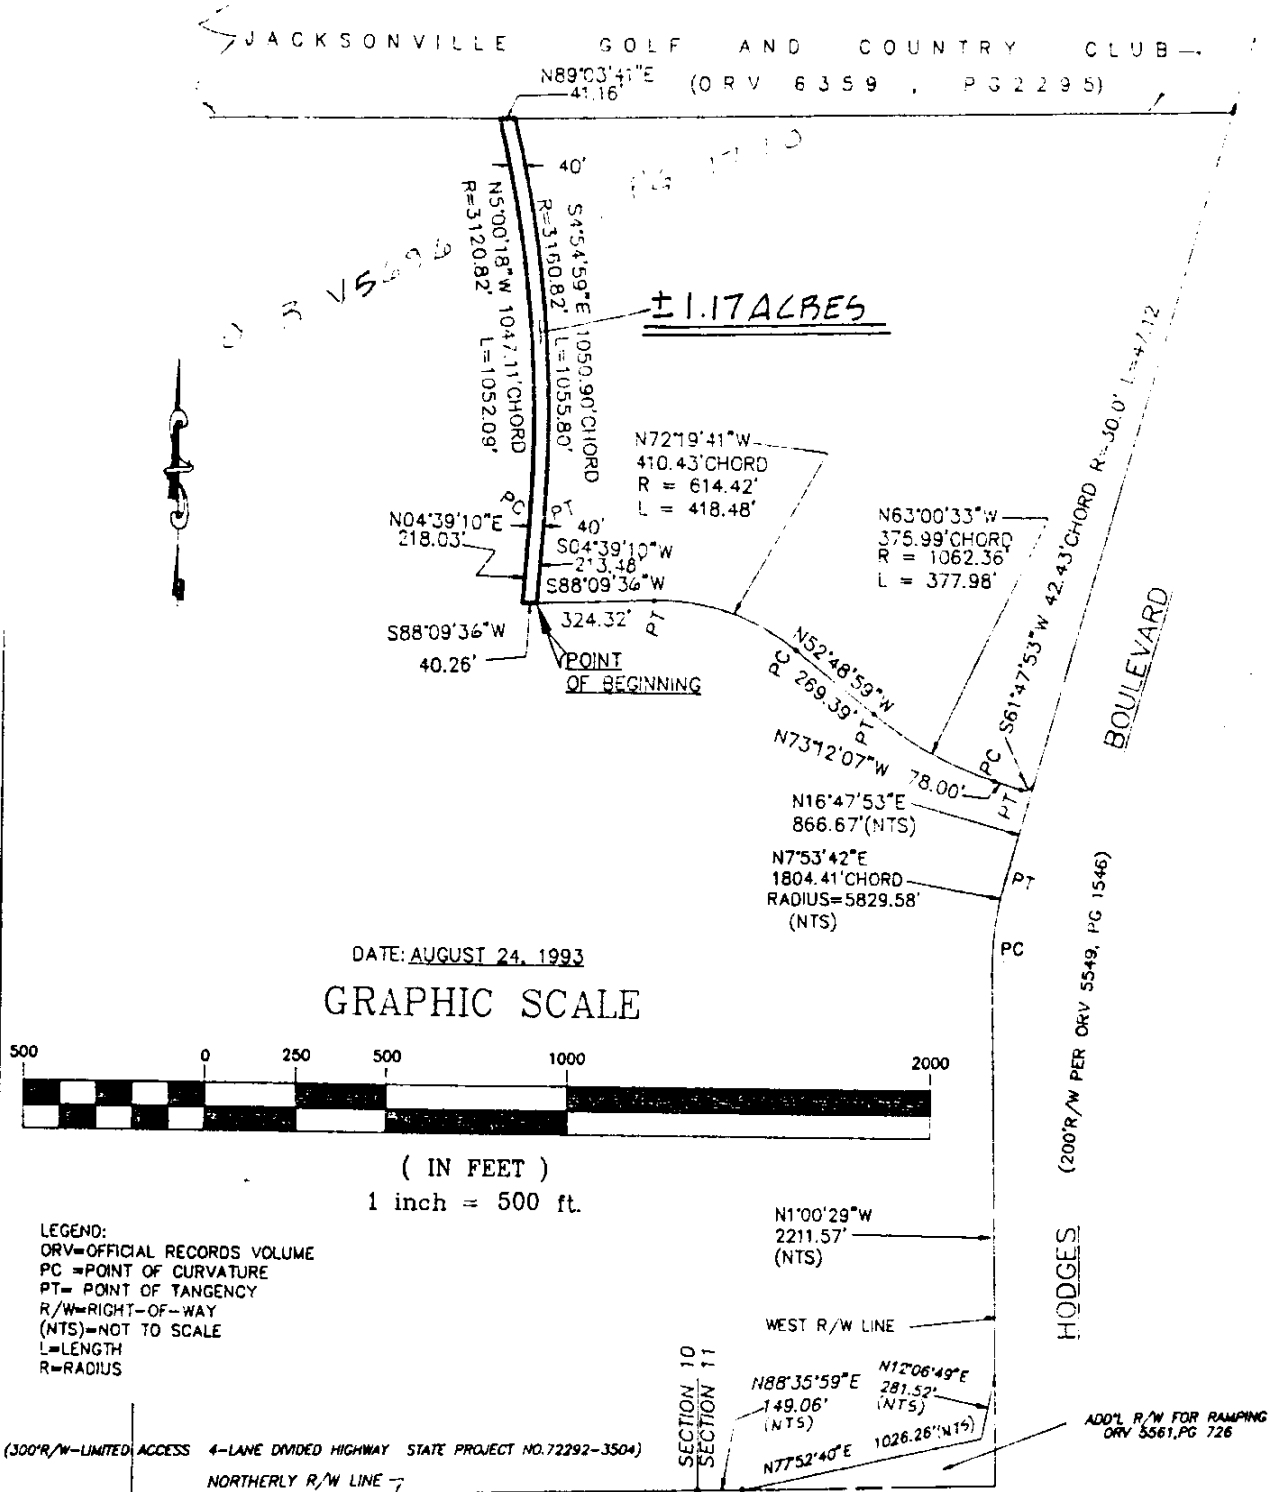 JACKSONVILLE GOLF AND COUNTRY CLUB
(ORV 6359, PG 2295)
N89°03'41"E
41.16'
40'
N5°00'18"W 1047.11'CHORD
R=3120.82' L=1052.09'
S4°54'59"E 1050.90'CHORD
R=3160.82' L=1055.80'
±1.17 ACRES
N72°19'41"W
410.43'CHORD
R = 614.42'
L = 418.48'
N63°00'33"W
375.99'CHORD
R = 1062.36'
L = 377.98'
S61°47'53"W 42.43'CHORD R=30.0' L=47.12
PC
PT
40'
N04°39'10"E
218.03'
S04°39'10"W
213.48'
S88°09'36"W
324.32'
PT
S88°09'36"W
40.26'
POINT
OF BEGINNING
N52°48'59"W
269.39'
PC
PT
N73°12'07"W 78.00'
PC
PT
N16°47'53"E
866.67'(NTS)
N7°53'42"E
1804.41'CHORD
RADIUS=5829.58'
(NTS)
PT
PC
BOULEVARD
(200'R/W PER ORV 5549, PG 1546)
HODGES
DATE: AUGUST 24, 1993
GRAPHIC SCALE
500 0 250 500 1000 2000
( IN FEET )
1 inch = 500 ft.
LEGEND:
ORV=OFFICIAL RECORDS VOLUME
PC =POINT OF CURVATURE
PT= POINT OF TANGENCY
R/W=RIGHT-OF-WAY
(NTS)=NOT TO SCALE
L=LENGTH
R=RADIUS
N1°00'29"W
2211.57'
(NTS)
WEST R/W LINE
SECTION 10
SECTION 11
N88°35'59"E
149.06'
(NTS)
N12°06'49"E
281.52'
(NTS)
N77°52'40"E 1026.26'(NTS)
ADD'L R/W FOR RAMPING
ORV 5561,PG 726
(300'R/W-LIMITED ACCESS 4-LANE DIVIDED HIGHWAY STATE PROJECT NO.72292-3504)
NORTHERLY R/W LINE